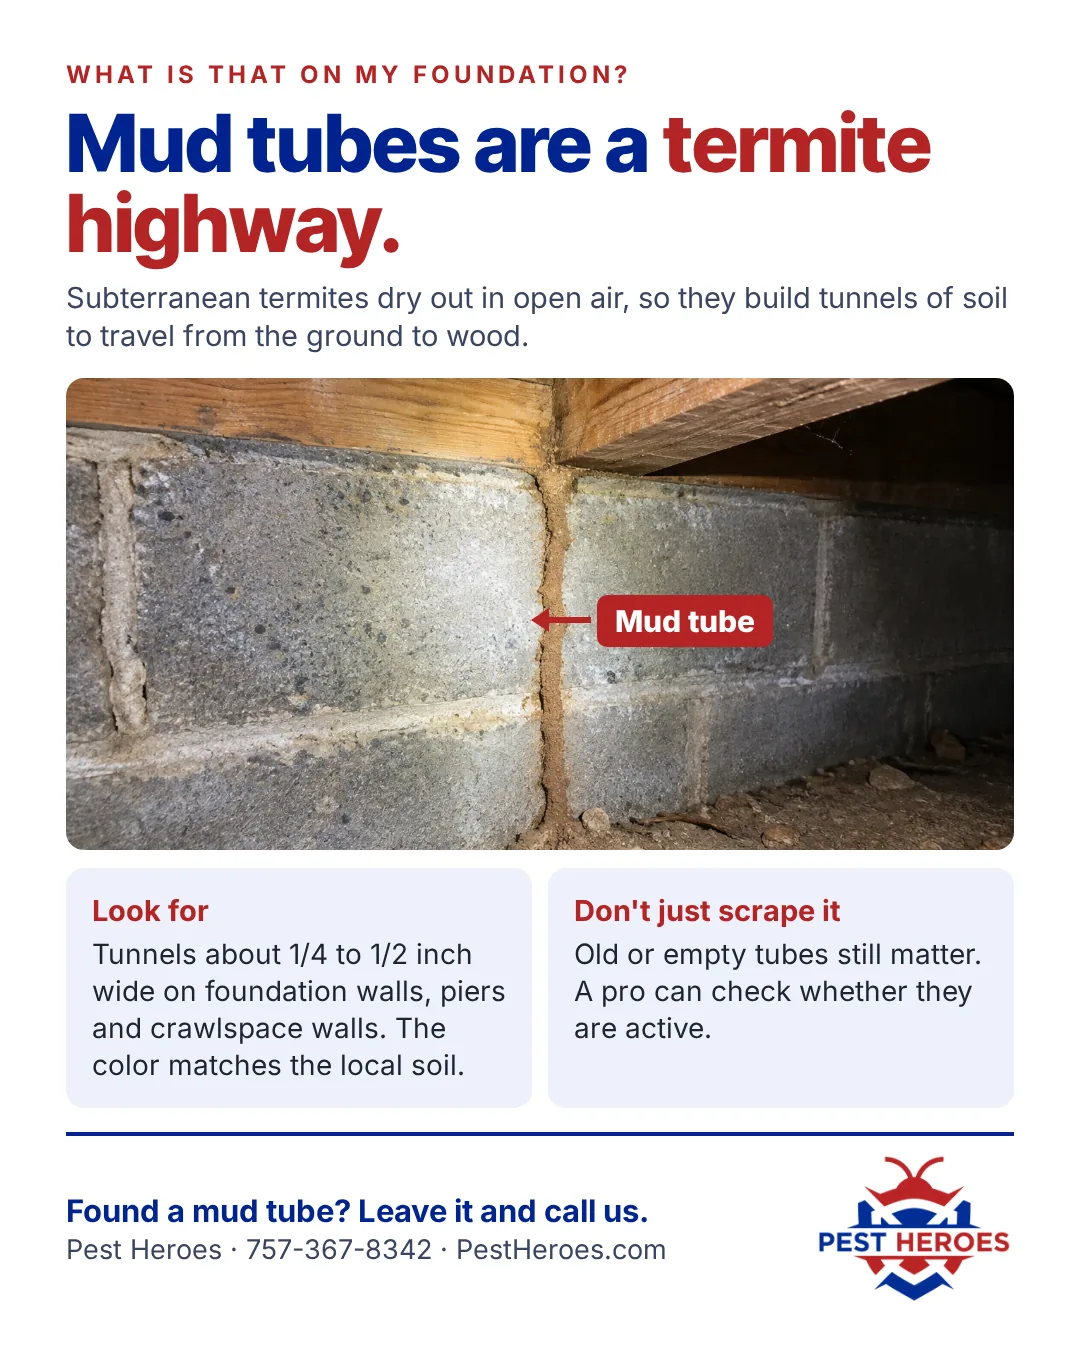 WHAT IS THAT ON MY FOUNDATION?
Mud tubes are a termite
highway.
Subterranean termites dry out in open air, so they build tunnels of soil
to travel from the ground to wood.
Mud tube
Look for
Tunnels about 1/4 to 1/2 inch
wide on foundation walls, piers
and crawlspace walls. The
color matches the local soil.
Don't just scrape it
Old or empty tubes still matter.
A pro can check whether they
are active.
Found a mud tube? Leave it and call us.
Pest Heroes · 757-367-8342 · PestHeroes.com
PEST HEROES